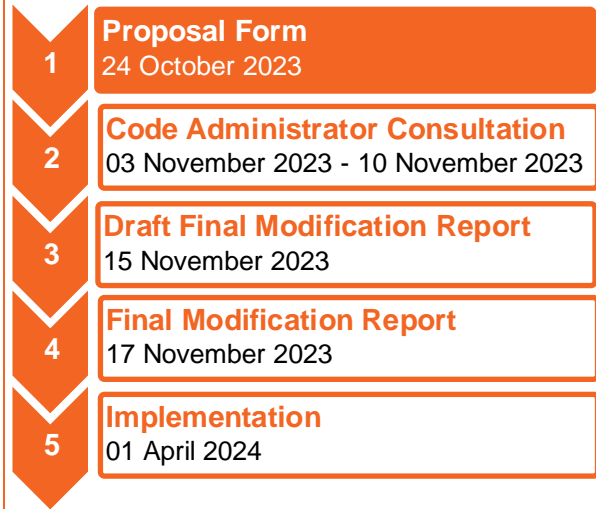 1
Proposal Form
24 October 2023
2
Code Administrator Consultation
03 November 2023 - 10 November 2023
3
Draft Final Modification Report
15 November 2023
4
Final Modification Report
17 November 2023
5
Implementation
01 April 2024